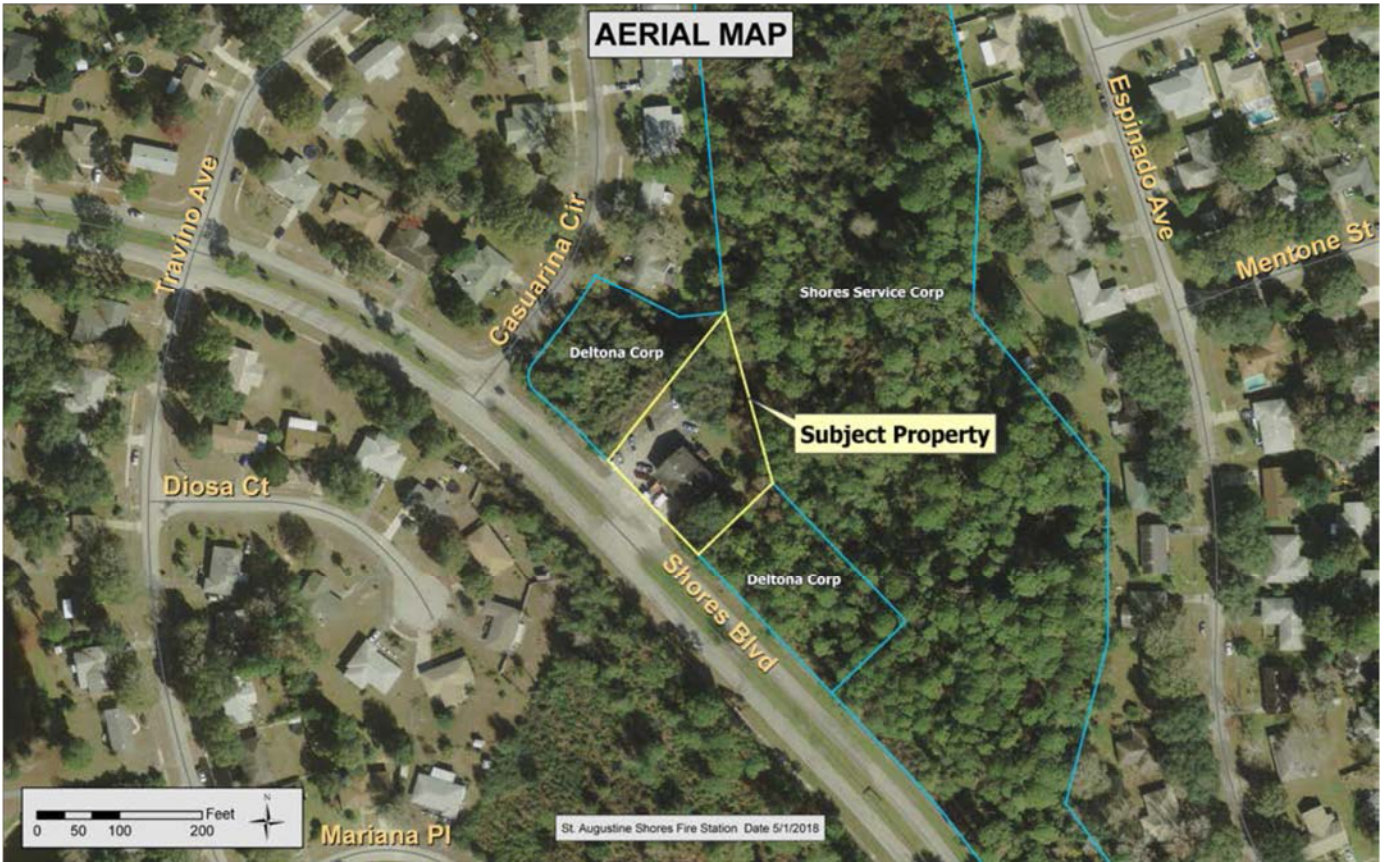 AERIAL MAP
Espinado Ave
Travino Ave
Mentone St
Casuarina Cir
Shores Service Corp
Deltona Corp
Subject Property
Diosa Ct
Deltona Corp
Shores Blvd
N
Feet
0 50 100 200
Mariana Pl
St. Augustine Shores Fire Station Date 5/1/2018